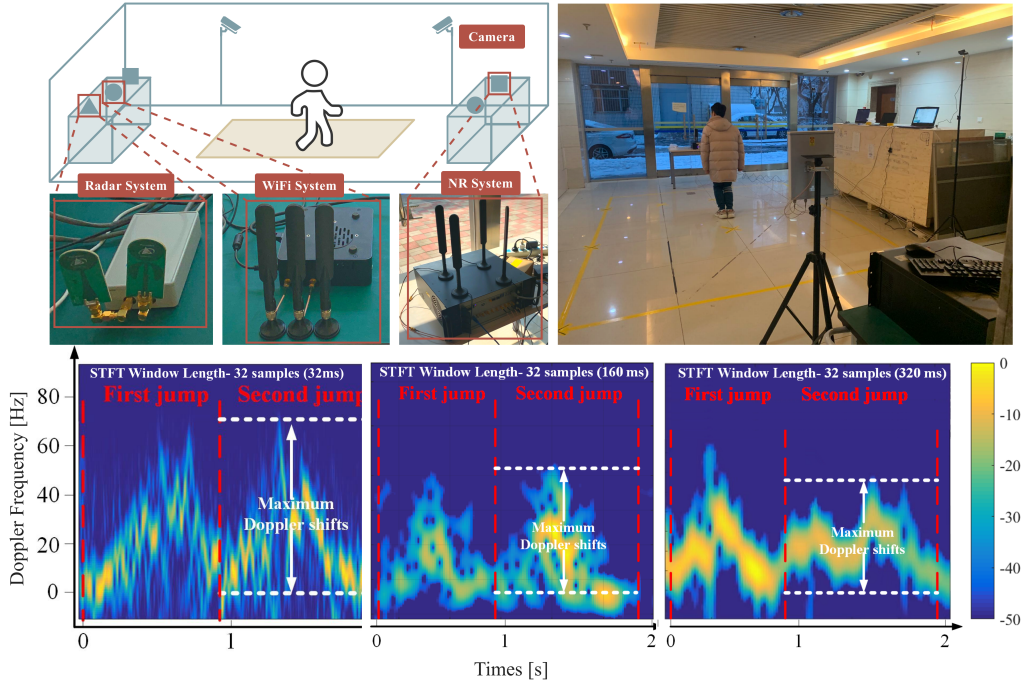 Camera
Radar System
WiFi System
NR System
STFT Window Length- 32 samples (32ms)
First jump
Second jump
Maximum
Doppler shifts
STFT Window Length- 32 samples (160 ms)
First jump
Second jump
Maximum
Doppler shifts
STFT Window Length- 32 samples (320 ms)
First jump
Second jump
Maximum
Doppler shifts
Doppler Frequency [Hz]
80
60
40
20
0
0
1
0
1
2
0
1
2
Times [s]
0
-10
-20
-30
-40
-50